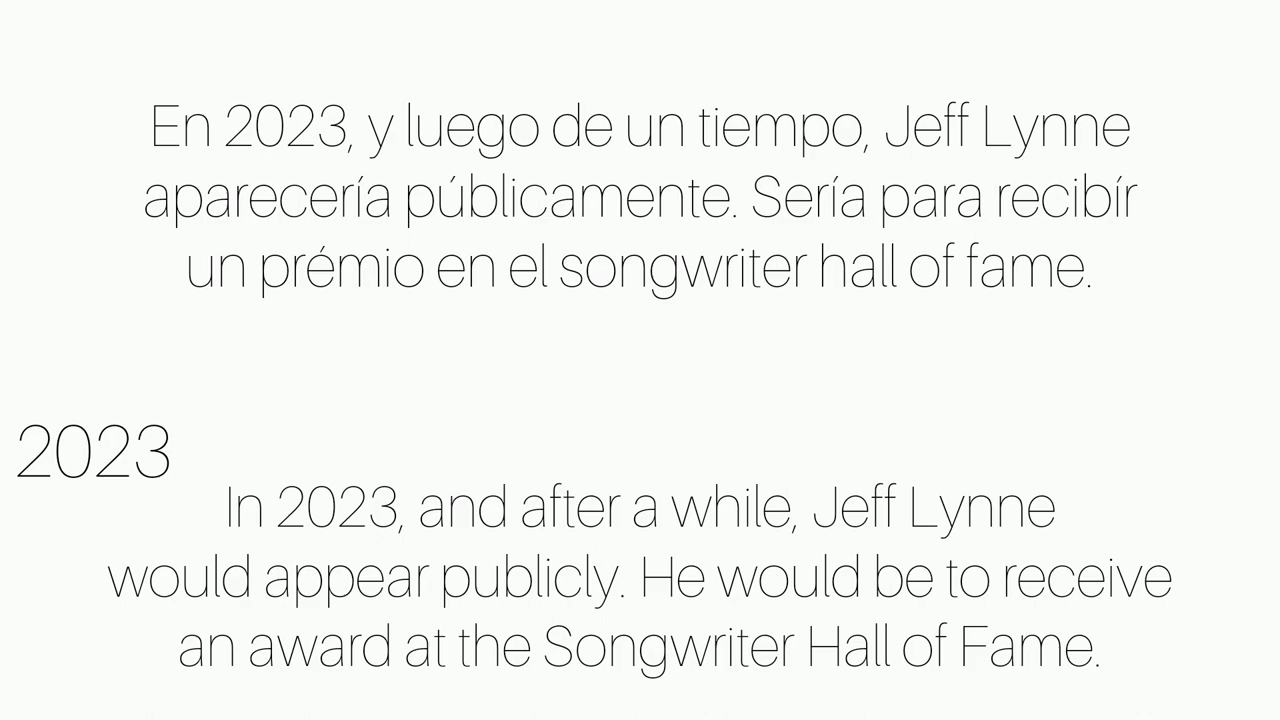 En 2023, y luego de un tiempo, Jeff Lynne
aparecería públicamente. Sería para recibír
un prémio en el songwriter hall of fame.
2023
In 2023, and after a while, Jeff Lynne
would appear publicly. He would be to receive
an award at the Songwriter Hall of Fame.